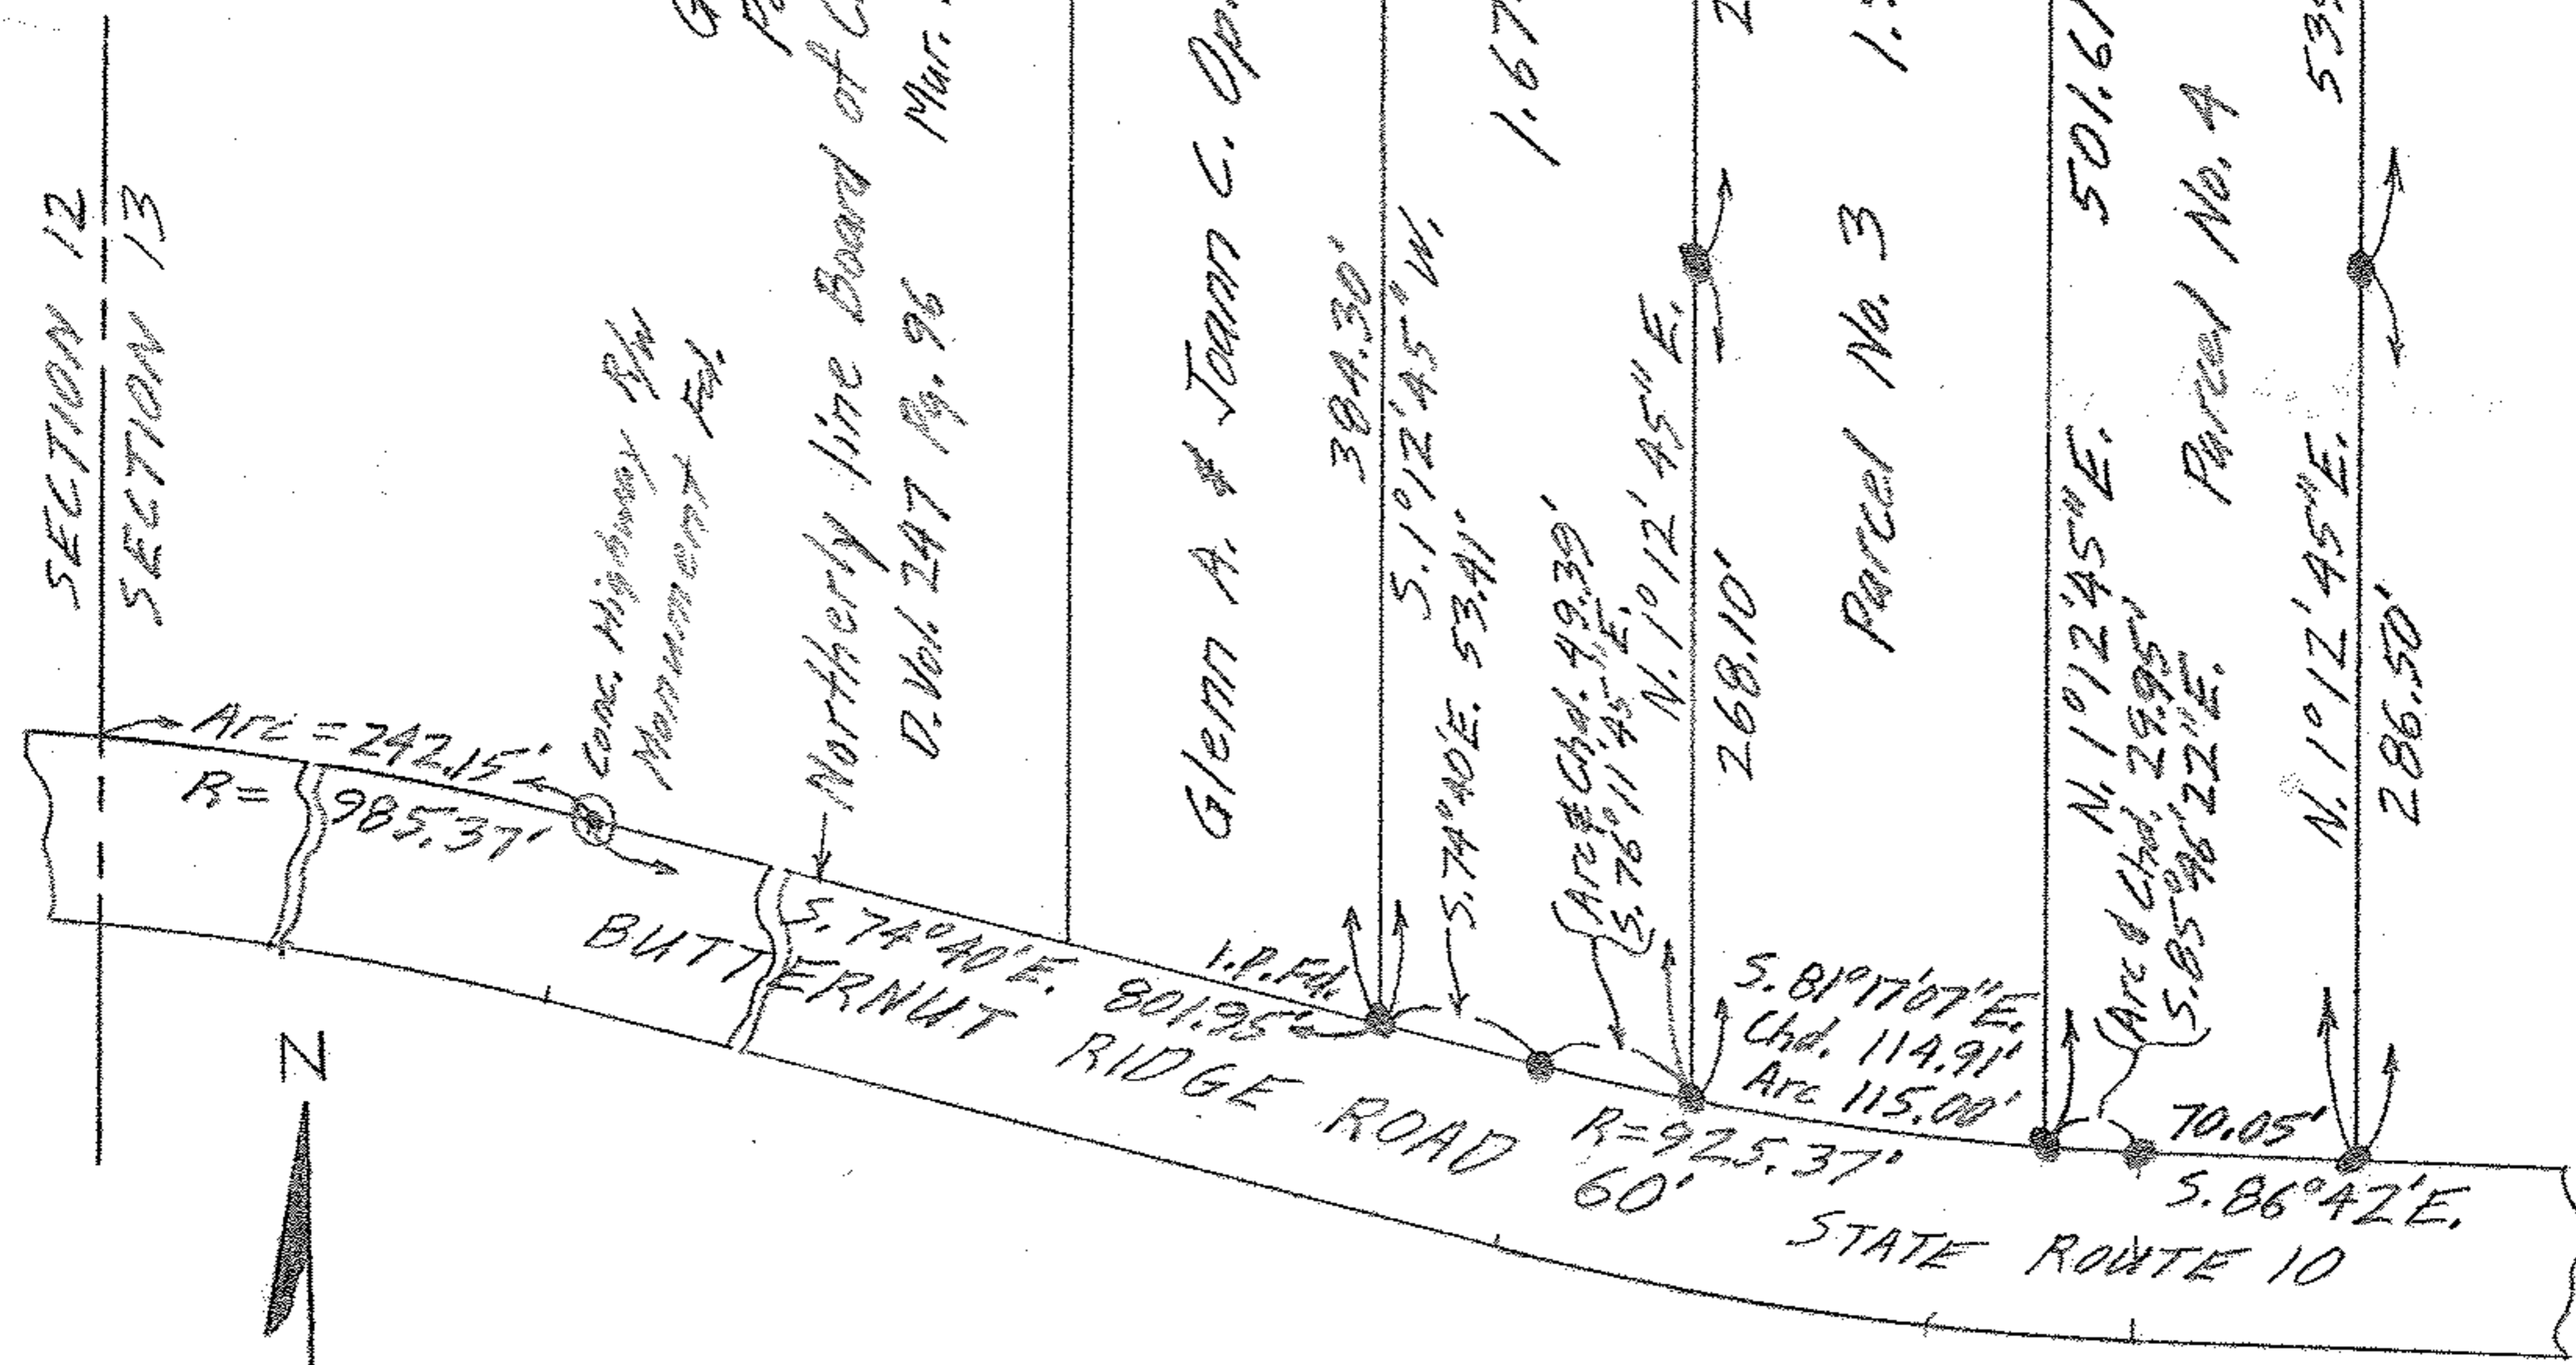 SECTION 12
SECTION 13
Arc = 242.15'
R= 985.37'
Conc. Highway R/W
Monument Fd.
Northerly line Board of
D. Vol. 247 Pg. 96
Mur.
Glenn A. & Joann C.
384.30'
S. 1° 12' 45" W.
S. 74° 40' E. 53.41'
1.67
Arc & Chd. 49.39'
S. 76° 11' 45" E.
N. 1° 12' 45" E.
268.10'
Parcel No. 3
501.61
N. 1° 12' 45" E.
Arc & Chd. 29.95'
S. 85° 46' 22" E.
Parcel No. 4
N. 1° 12' 45" E.
286.50'
S. 74° 40' E. 801.95'
I.P. Fd.
BUTTERNUT RIDGE ROAD
60'
R=925.37'
S. 81° 17' 07" E.
Chd. 114.91'
Arc 115.00'
70.05'
S. 86° 42' E.
STATE ROUTE 10
N